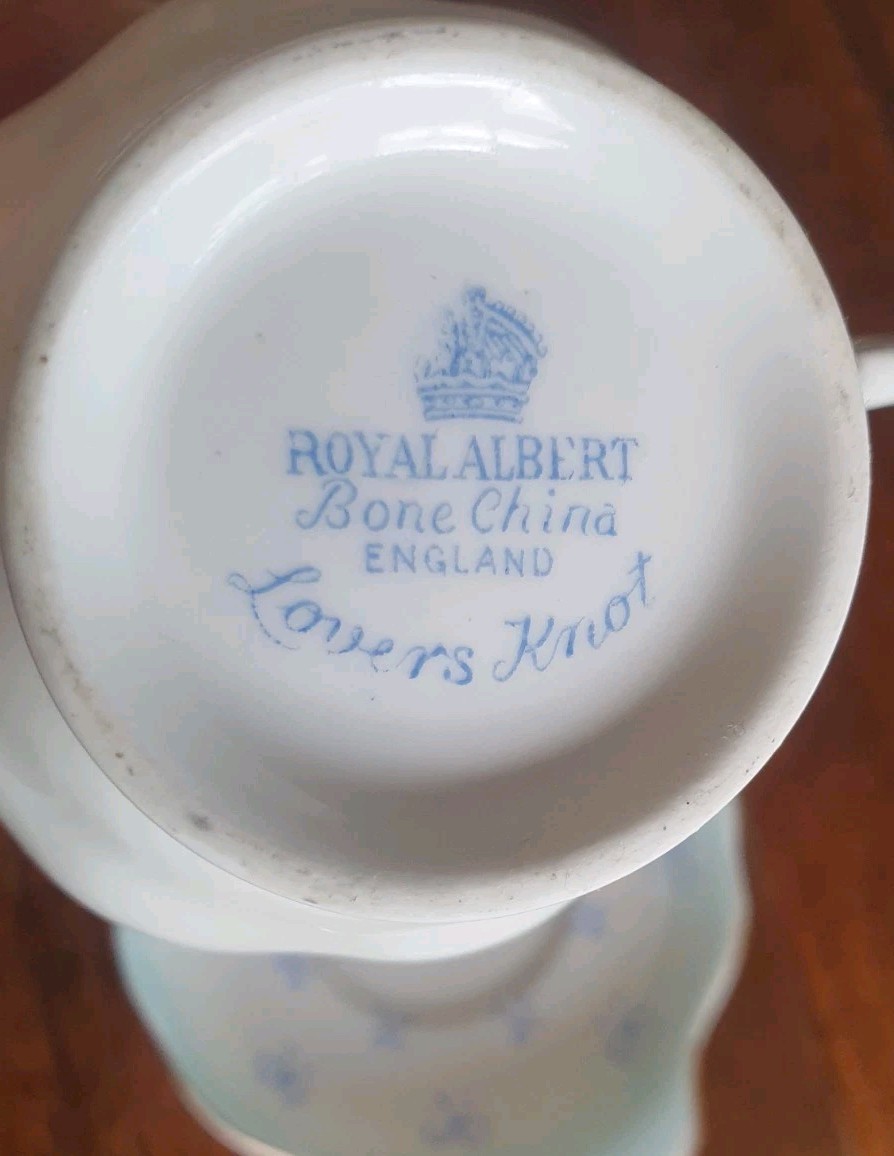 ROYAL ALBERT
Bone China
ENGLAND
Lovers Knot